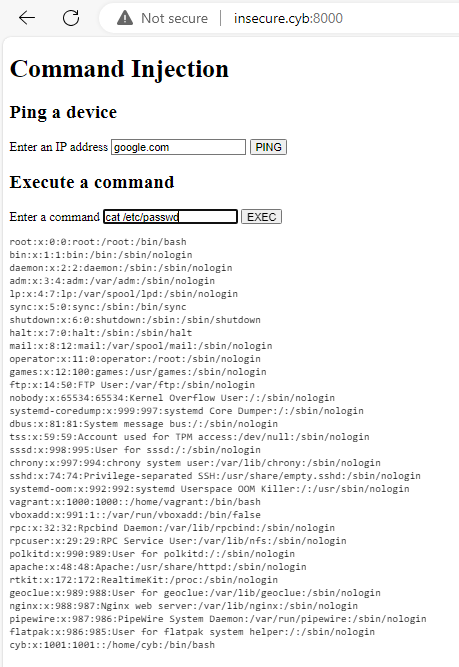 Not secure | insecure.cyb:8000
Command Injection
Ping a device
Enter an IP address google.com PING
Execute a command
Enter a command cat /etc/passwd EXEC
root:x:0:0:root:/root:/bin/bash
bin:x:1:1:bin:/bin:/sbin/nologin
daemon:x:2:2:daemon:/sbin:/sbin/nologin
adm:x:3:4:adm:/var/adm:/sbin/nologin
lp:x:4:7:lp:/var/spool/lpd:/sbin/nologin
sync:x:5:0:sync:/sbin:/bin/sync
shutdown:x:6:0:shutdown:/sbin:/sbin/shutdown
halt:x:7:0:halt:/sbin:/sbin/halt
mail:x:8:12:mail:/var/spool/mail:/sbin/nologin
operator:x:11:0:operator:/root:/sbin/nologin
games:x:12:100:games:/usr/games:/sbin/nologin
ftp:x:14:50:FTP User:/var/ftp:/sbin/nologin
nobody:x:65534:65534:Kernel Overflow User:/:/sbin/nologin
systemd-coredump:x:999:997:systemd Core Dumper:/:/sbin/nologin
dbus:x:81:81:System message bus:/:/sbin/nologin
tss:x:59:59:Account used for TPM access:/dev/null:/sbin/nologin
sssd:x:998:995:User for sssd:/:/sbin/nologin
chrony:x:997:994:chrony system user:/var/lib/chrony:/sbin/nologin
sshd:x:74:74:Privilege-separated SSH:/usr/share/empty.sshd:/sbin/nologin
systemd-oom:x:992:992:systemd Userspace OOM Killer:/:/usr/sbin/nologin
vagrant:x:1000:1000::/home/vagrant:/bin/bash
vboxadd:x:991:1::/var/run/vboxadd:/bin/false
rpc:x:32:32:Rpcbind Daemon:/var/lib/rpcbind:/sbin/nologin
rpcuser:x:29:29:RPC Service User:/var/lib/nfs:/sbin/nologin
polkitd:x:990:989:User for polkitd:/:/sbin/nologin
apache:x:48:48:Apache:/usr/share/httpd:/sbin/nologin
rtkit:x:172:172:RealtimeKit:/proc:/sbin/nologin
geoclue:x:989:988:User for geoclue:/var/lib/geoclue:/sbin/nologin
nginx:x:988:987:Nginx web server:/var/lib/nginx:/sbin/nologin
pipewire:x:987:986:PipeWire System Daemon:/var/run/pipewire:/sbin/nologin
flatpak:x:986:985:User for flatpak system helper:/:/sbin/nologin
cyb:x:1001:1001::/home/cyb:/bin/bash